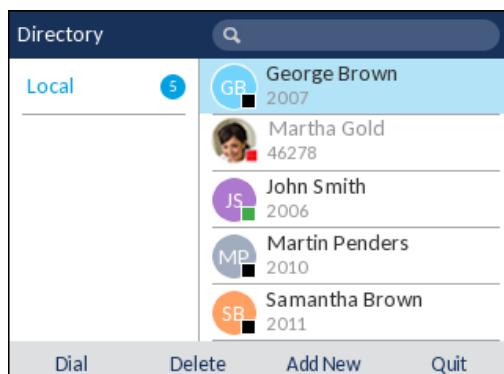 Directory
Local 5
GB George Brown
2007
Martha Gold
46278
JS John Smith
2006
MP Martin Penders
2010
SB Samantha Brown
2011
Dial Delete Add New Quit